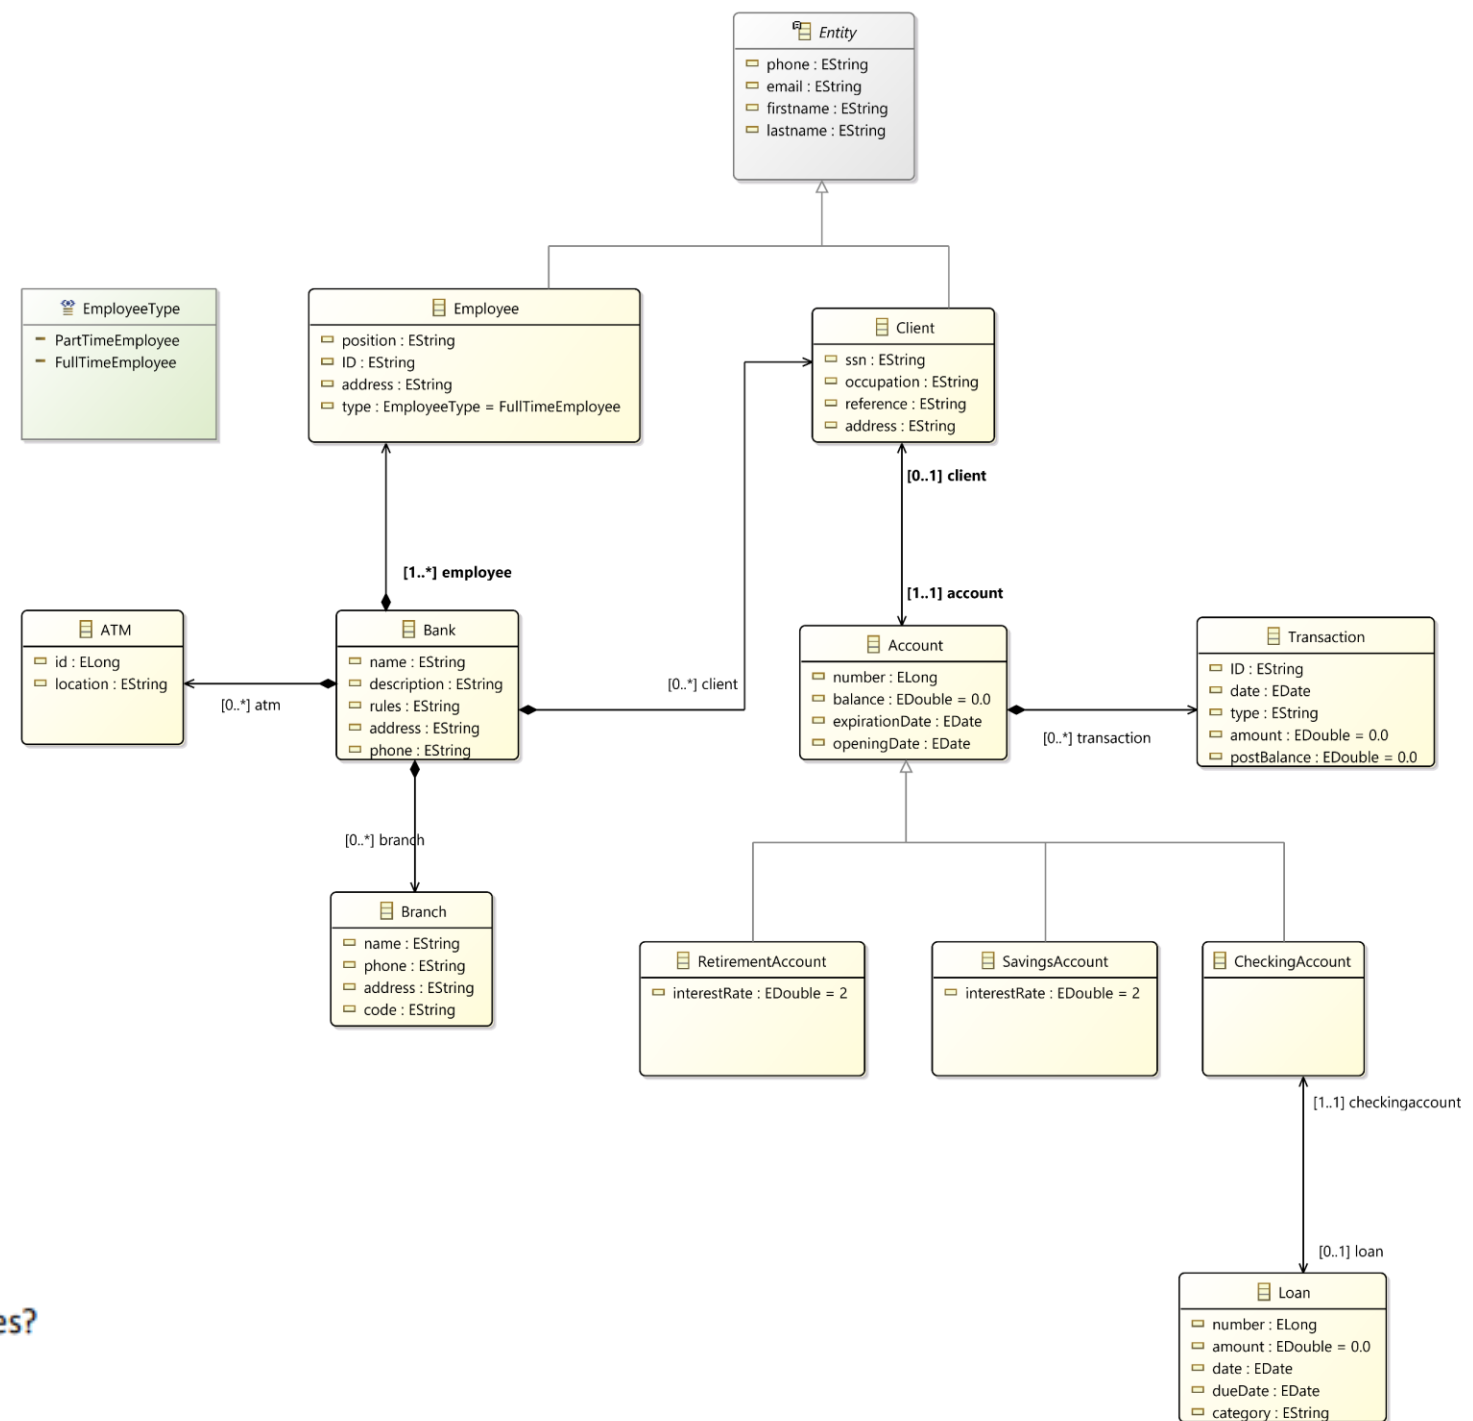 Entity
phone : EString
email : EString
firstname : EString
lastname : EString
EmployeeType
PartTimeEmployee
FullTimeEmployee
Employee
position : EString
ID : EString
address : EString
type : EmployeeType = FullTimeEmployee
Client
ssn : EString
occupation : EString
reference : EString
address : EString
[0..1] client
[1..*] employee
[1..1] account
ATM
id : ELong
location : EString
[0..*] atm
Bank
name : EString
description : EString
rules : EString
address : EString
phone : EString
[0..*] client
Account
number : ELong
balance : EDouble = 0.0
expirationDate : EDate
openingDate : EDate
[0..*] transaction
Transaction
ID : EString
date : EDate
type : EString
amount : EDouble = 0.0
postBalance : EDouble = 0.0
[0..*] branch
Branch
name : EString
phone : EString
address : EString
code : EString
RetirementAccount
interestRate : EDouble = 2
SavingsAccount
interestRate : EDouble = 2
CheckingAccount
[1..1] checkingaccount
[0..1] loan
Loan
number : ELong
amount : EDouble = 0.0
date : EDate
dueDate : EDate
category : EString
es?